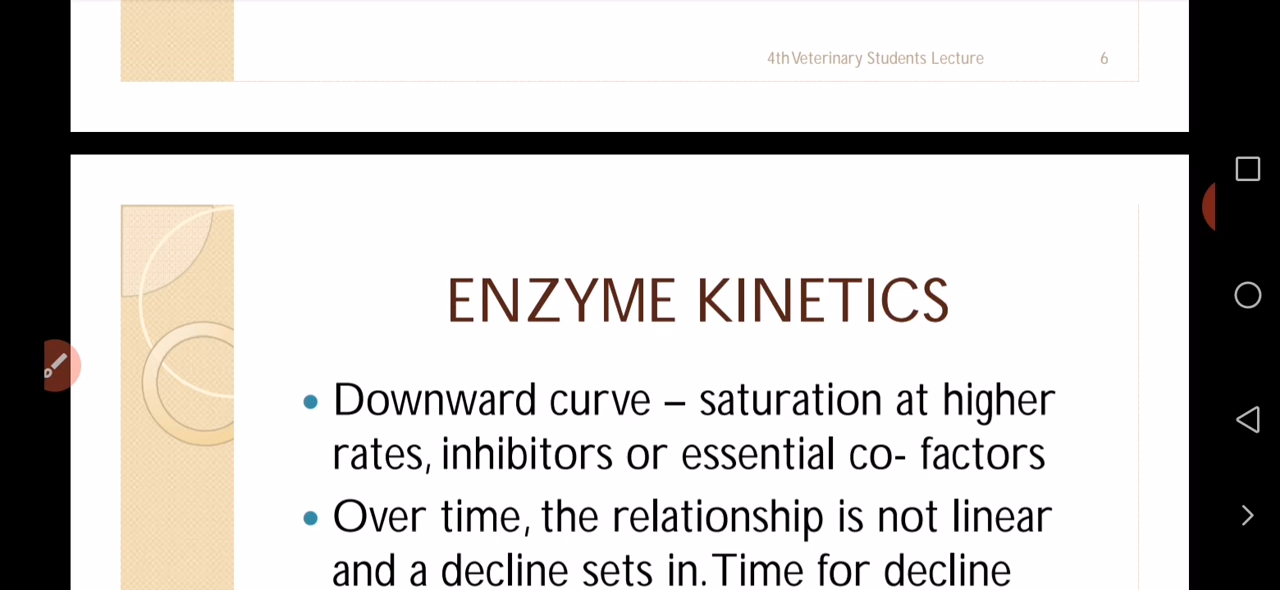 4th Veterinary Students Lecture 6
ENZYME KINETICS
• Downward curve – saturation at higher
rates, inhibitors or essential co- factors
• Over time, the relationship is not linear
and a decline sets in. Time for decline